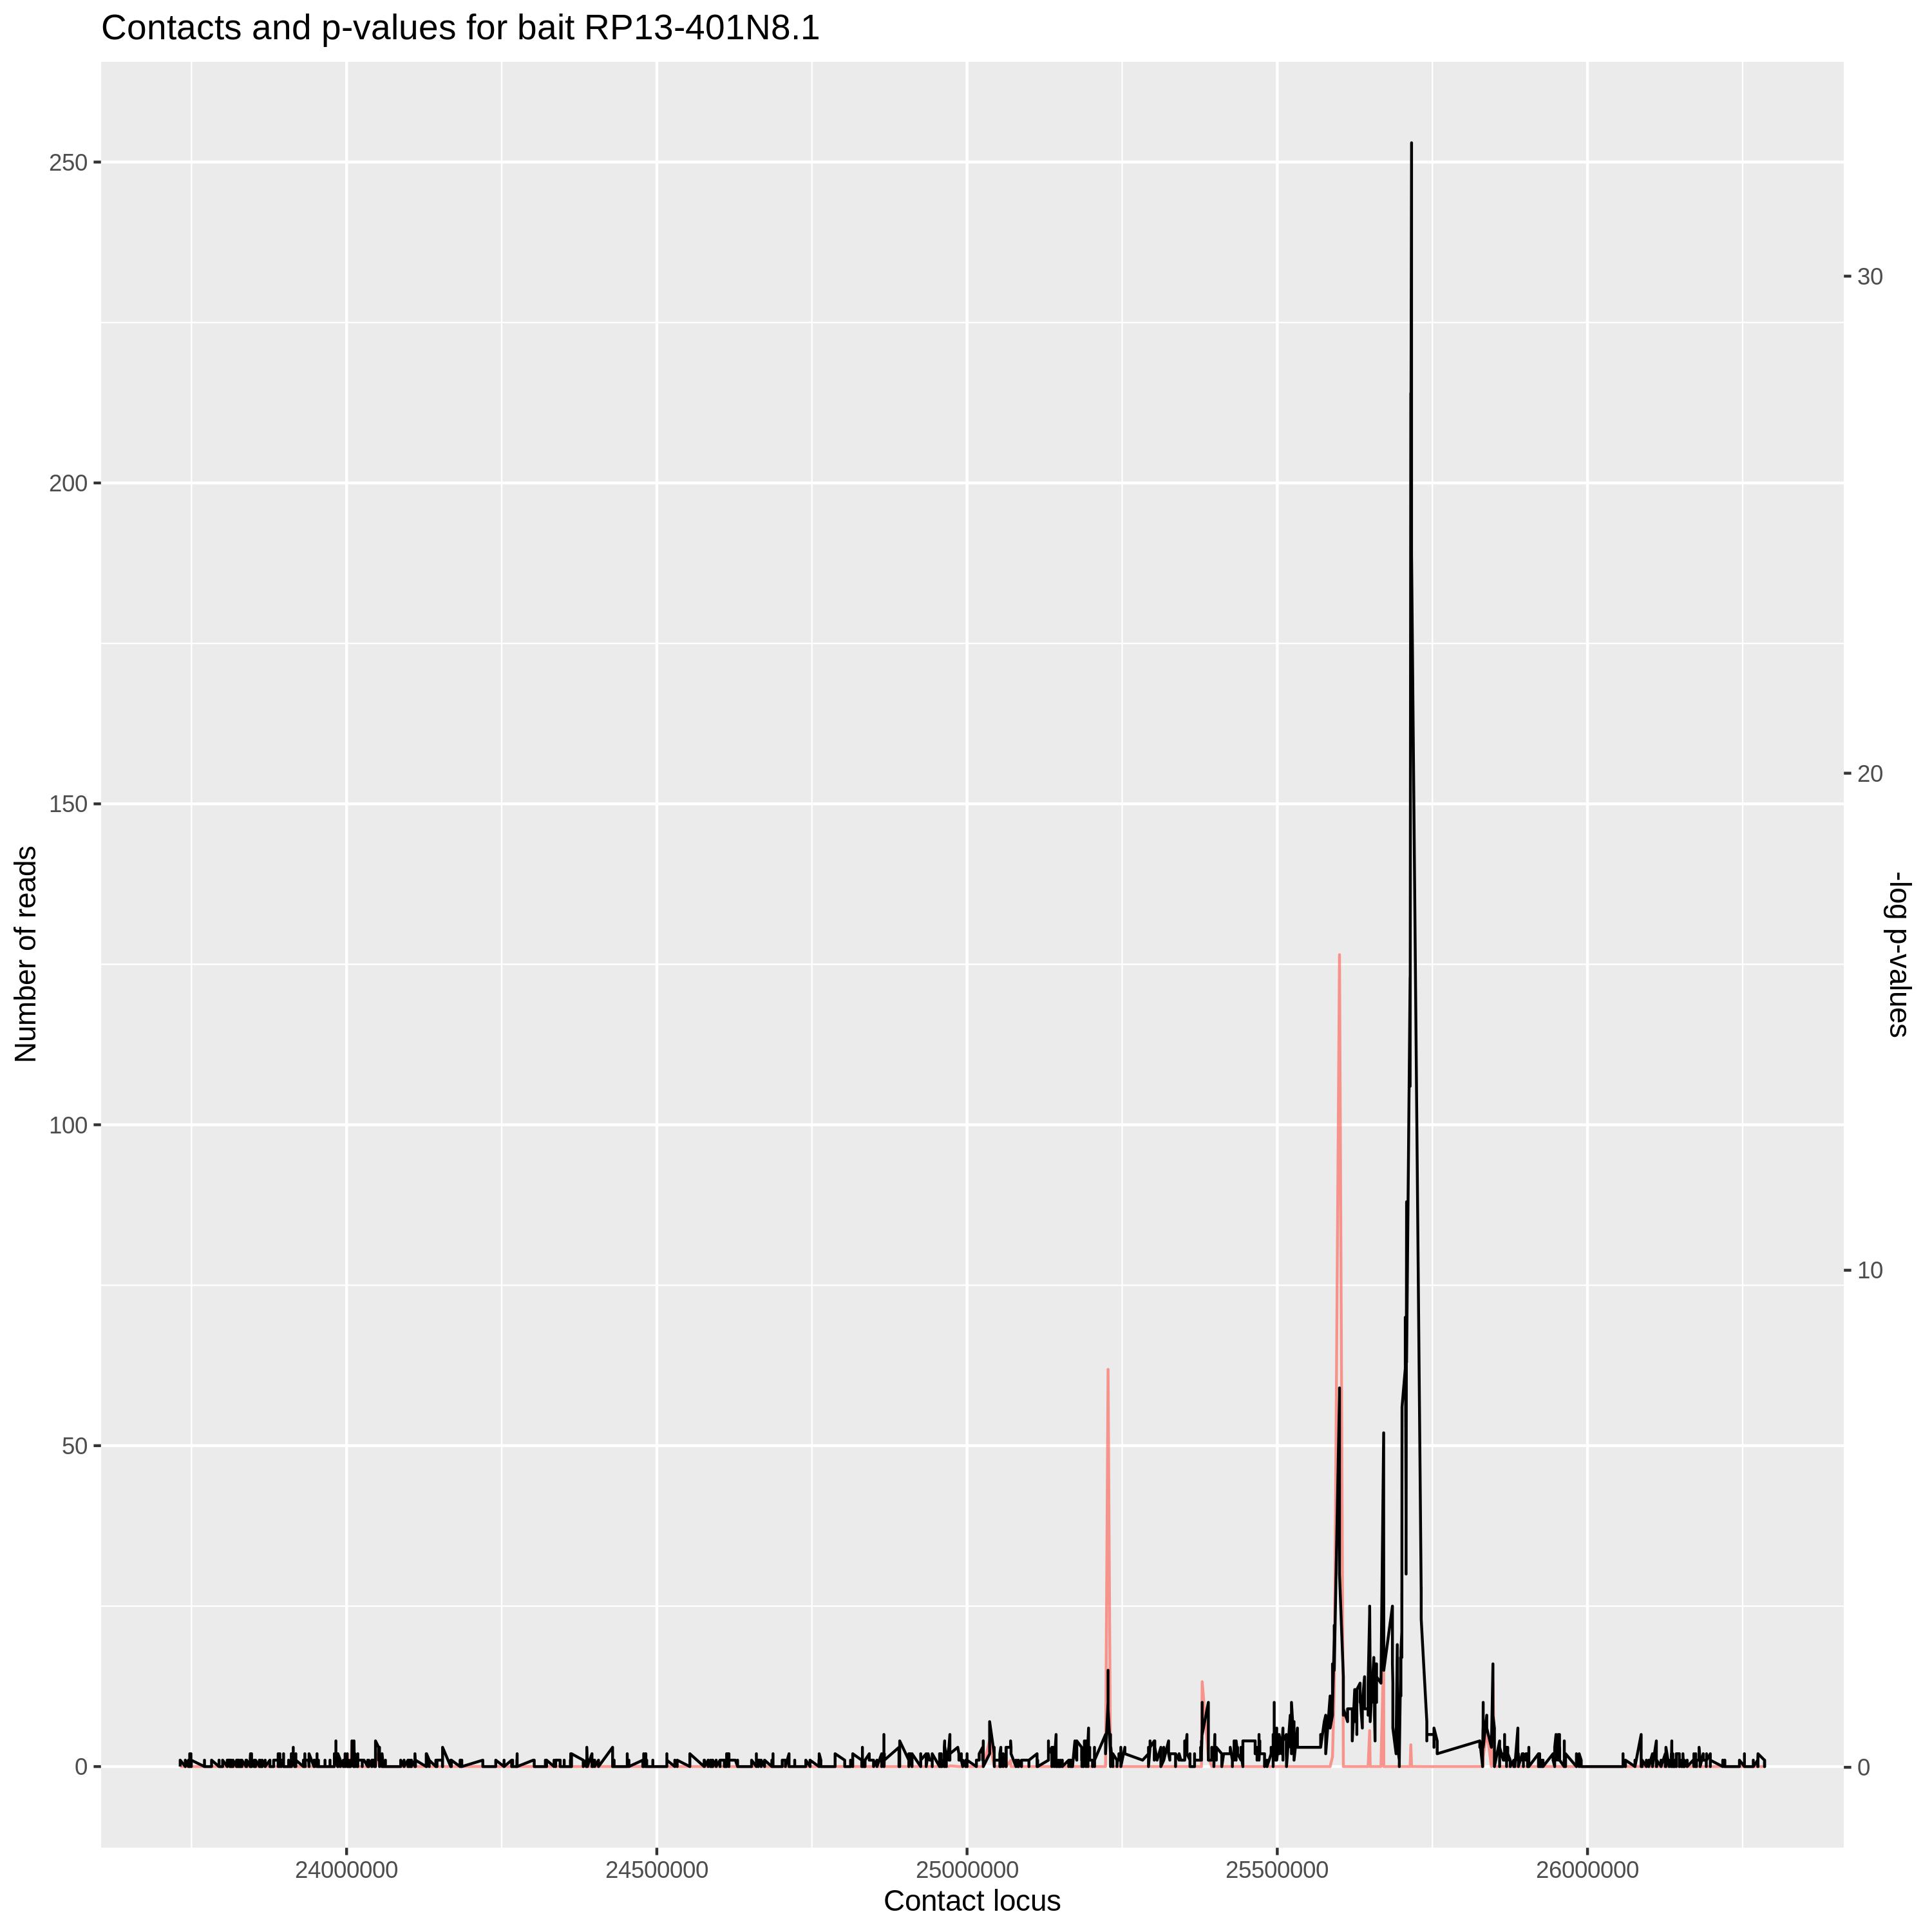 Contacts and p-values for bait RP13-401N8.1
Number of reads
250
200
150
100
50
0
30
20
10
0
-log p-values
24000000 24500000 25000000 25500000 26000000
Contact locus